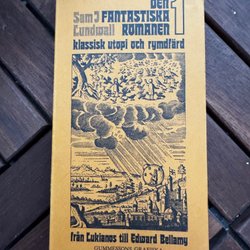 DEN 1
Sam J FANTASTISKA
Lundwall ROMANEN
klassisk utopi och rymdfärd
från Lukianos till Edward Bellamy
GUMMESSONS GRAFISKA